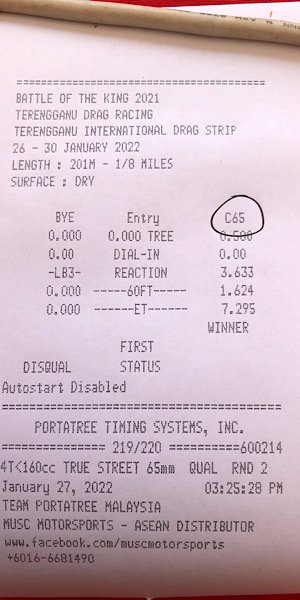 ====================================
BATTLE OF THE KING 2021
TERENGGANU DRAG RACING
TERENGGANU INTERNATIONAL DRAG STRIP
26 - 30 JANUARY 2022
LENGTH : 201M - 1/8 MILES
SURFACE : DRY
BYE Entry C65
0.000 0.000 TREE 0.500
0.00 DIAL-IN 0.00
-LB3- REACTION 3.633
0.000 -----60FT----- 1.624
0.000 ------ET------ 7.295
WINNER
FIRST
DISQUAL STATUS
Autostart Disabled
====================================
PORTATREE TIMING SYSTEMS, INC.
============== 219/220 ==========600214
4T<160cc TRUE STREET 65mm QUAL RND 2
January 27, 2022 03:25:28 PM
TEAM PORTATREE MALAYSIA
MUSC MOTORSPORTS - ASEAN DISTRIBUTOR
www.facebook.com/muscmotorsports
+6016-6681490